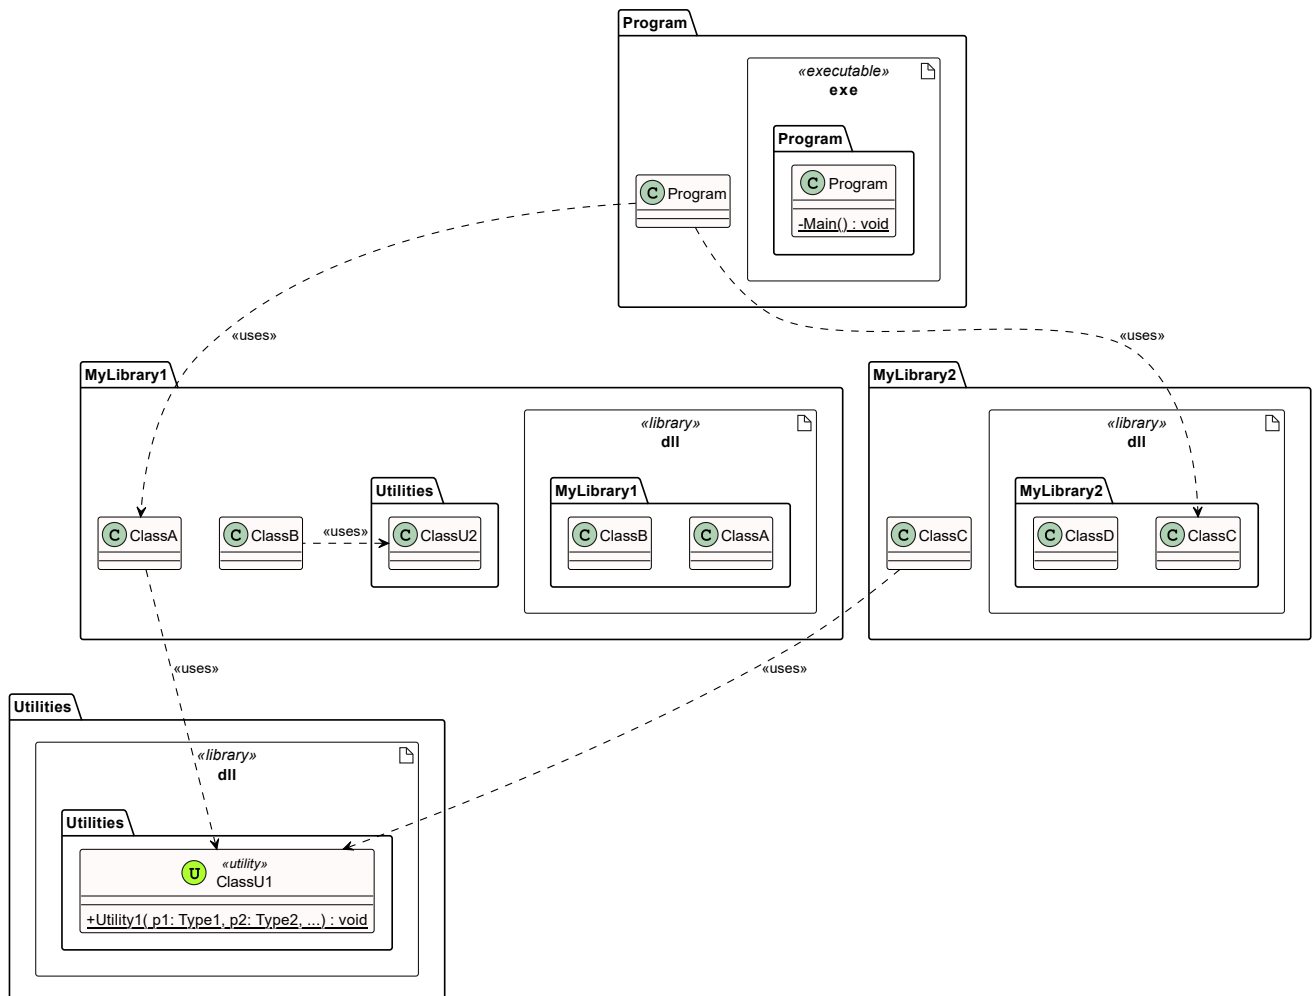 Program
«executable»
exe
Program
C Program
-Main() : void
C Program
«uses»
«uses»
MyLibrary1
«library»
dll
Utilities
MyLibrary1
C ClassA
C ClassB
«uses»
C ClassU2
C ClassB
C ClassA
MyLibrary2
«library»
dll
MyLibrary2
C ClassC
C ClassD
C ClassC
«uses»
«uses»
Utilities
«library»
dll
Utilities
U «utility»
ClassU1
+Utility1( p1: Type1, p2: Type2, ...) : void